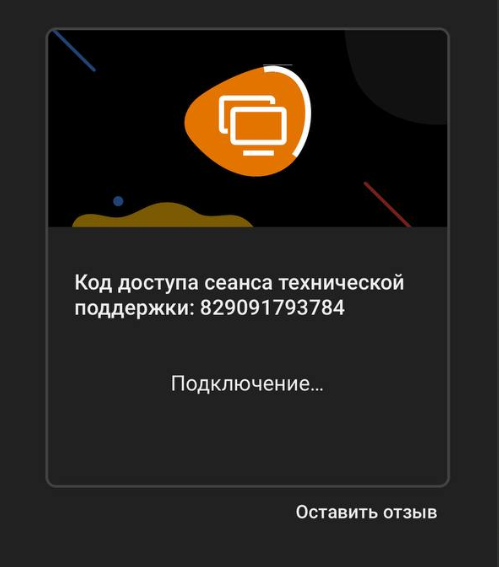 Код доступа сеанса технической
поддержки: 829091793784
Подключение...
Оставить отзыв